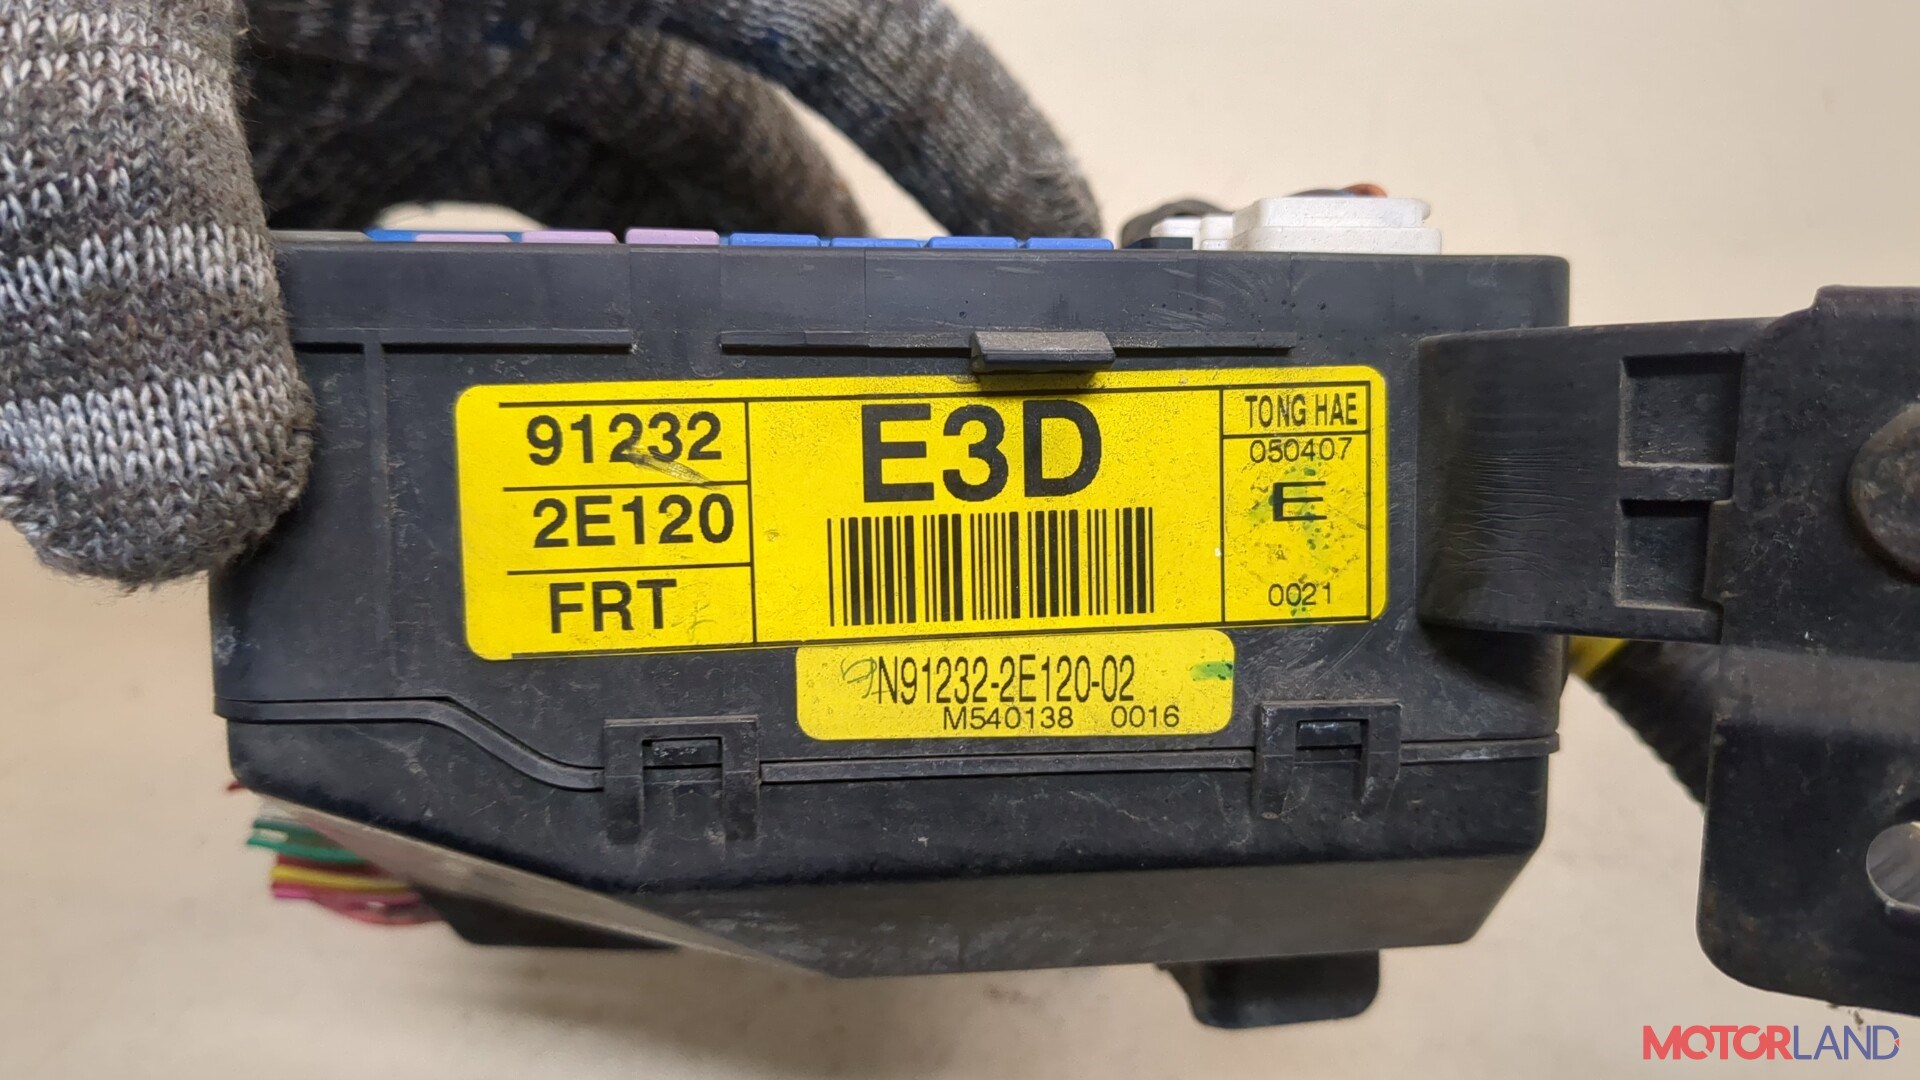 91232
2E120
FRT
E3D
TONG HAE
050407
E
0021
N91232-2E120-02
M540138 0016
MOTORLAND